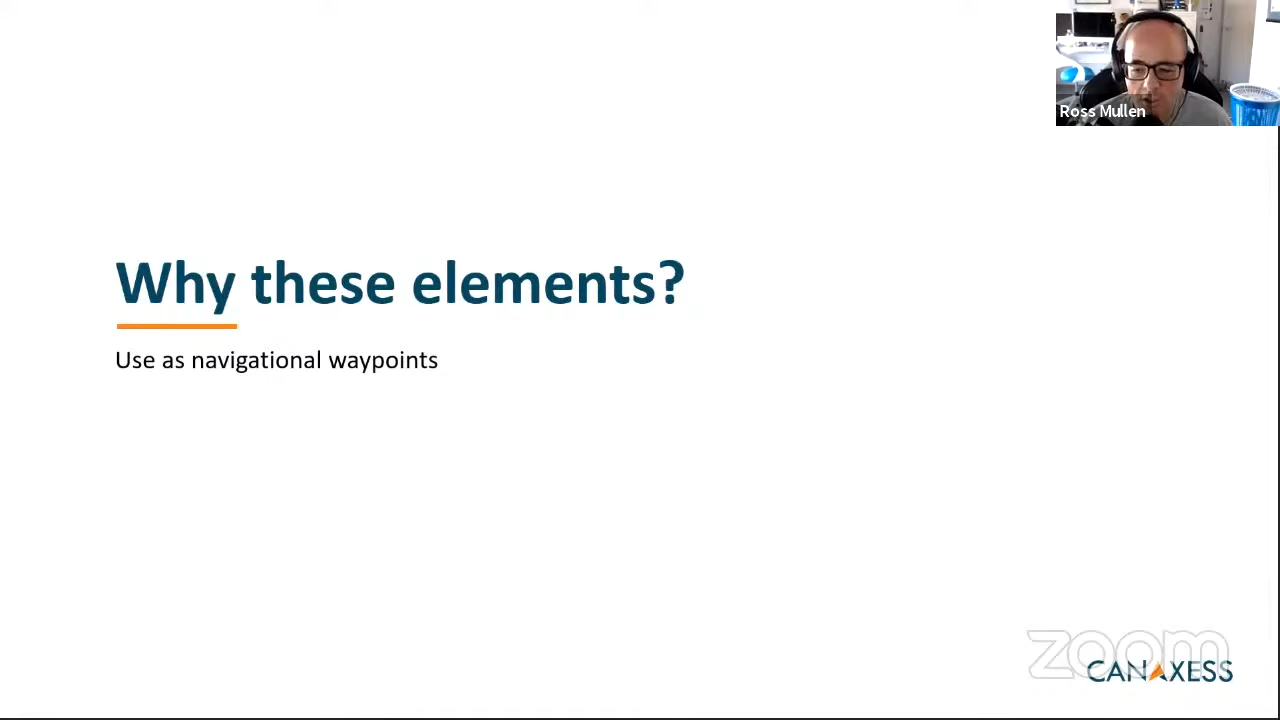 Ross Mullen
Why these elements?
Use as navigational waypoints
zoom
CANAXESS